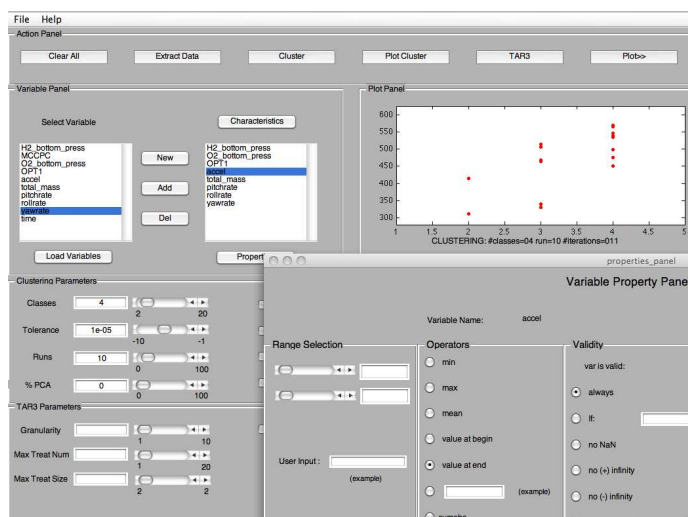 File Help
Action Panel
Clear All Extract Data Cluster Plot Cluster TAR3 Plot>>
Variable Panel
Select Variable
Characteristics
H2_bottom_press
MCCPC
O2_bottom_press
OPT1
accel
total_mass
pitchrate
rollrate
yawrate
time
New
Add
Del
H2_bottom_press
O2_bottom_press
OPT1
accel
total_mass
pitchrate
rollrate
yawrate
Load Variables
Plot Panel
600
550
500
450
400
350
300
1 1.5 2 2.5 3 3.5 4 4.5 5
CLUSTERING: #classes=04 run=10 #iterations=011
Clustering Parameters
Classes 4
2 20
Tolerance 1e-05
-10 -1
Runs 10
0 100
% PCA 0
0 100
TAR3 Parameters
Granularity
1 10
Max Treat Num
1 20
Max Treat Size
2 2
properties_panel
Variable Property Pane
Variable Name: accel
Range Selection
User Input :
(example)
Operators
min
max
mean
value at begin
value at end
(example)
Validity
var is valid:
always
If:
no NaN
no (+) infinity
no (-) infinity